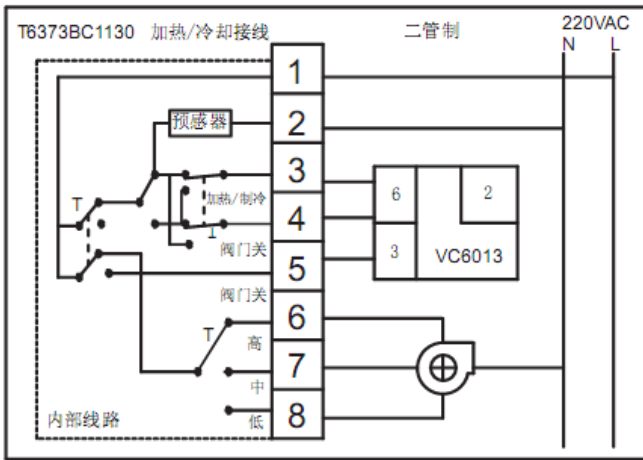 T6373BC1130 加热/冷却接线 二管制 220VAC
N L
1
预感器 2
3
6 2
T 加热/制冷
4
阀门关
3 VC6013
5
阀门关
6
T 高
7
中
8
内部线路 低